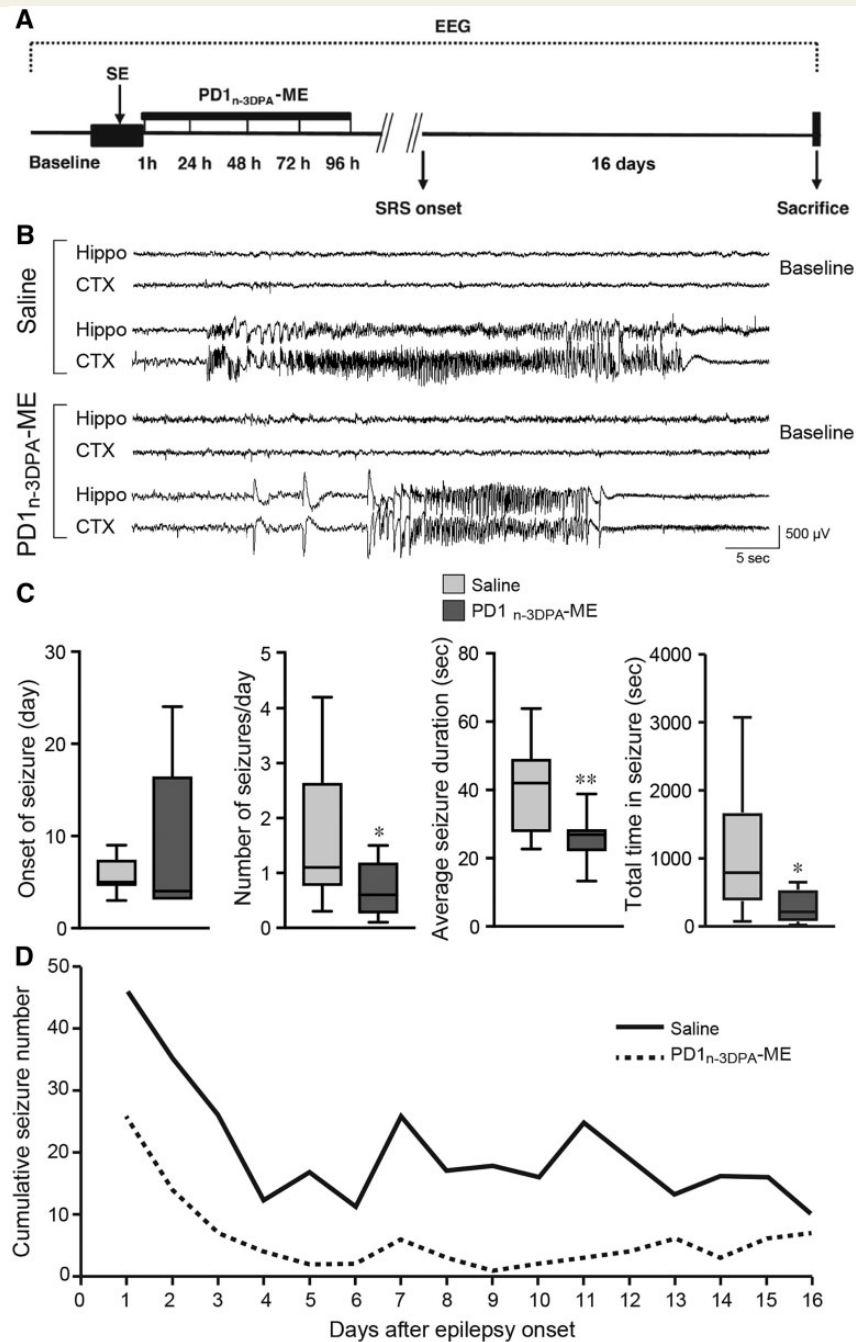 A
EEG
SE
PD1n-3DPA-ME
Baseline 1h 24 h 48 h 72 h 96 h
16 days
SRS onset
Sacrifice
B
Saline
Hippo
CTX
Baseline
Hippo
CTX
PD1n-3DPA-ME
Hippo
CTX
Baseline
Hippo
CTX
500 µV
5 sec
C
Saline
PD1 n-3DPA-ME
Onset of seizure (day)
30
20
10
0
Number of seizures/day
5
4
3
2
1
0
*
Average seizure duration (sec)
80
60
40
20
0
**
Total time in seizure (sec)
4000
3000
2000
1000
0
*
D
Cumulative seizure number
50
40
30
20
10
0
Saline
PD1n-3DPA-ME
0 1 2 3 4 5 6 7 8 9 10 11 12 13 14 15 16
Days after epilepsy onset